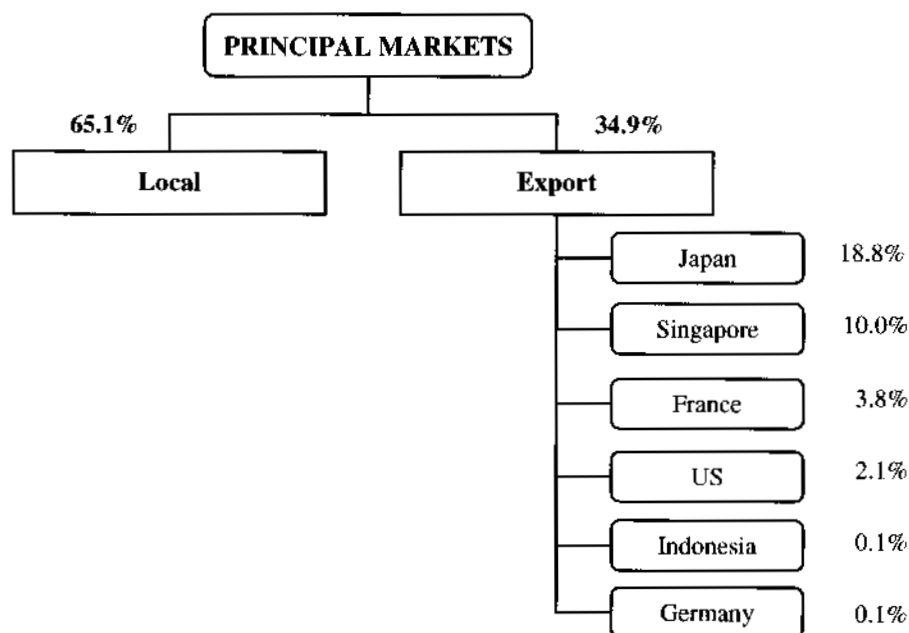 PRINCIPAL MARKETS
65.1%
34.9%
Local
Export
Japan 18.8%
Singapore 10.0%
France 3.8%
US 2.1%
Indonesia 0.1%
Germany 0.1%